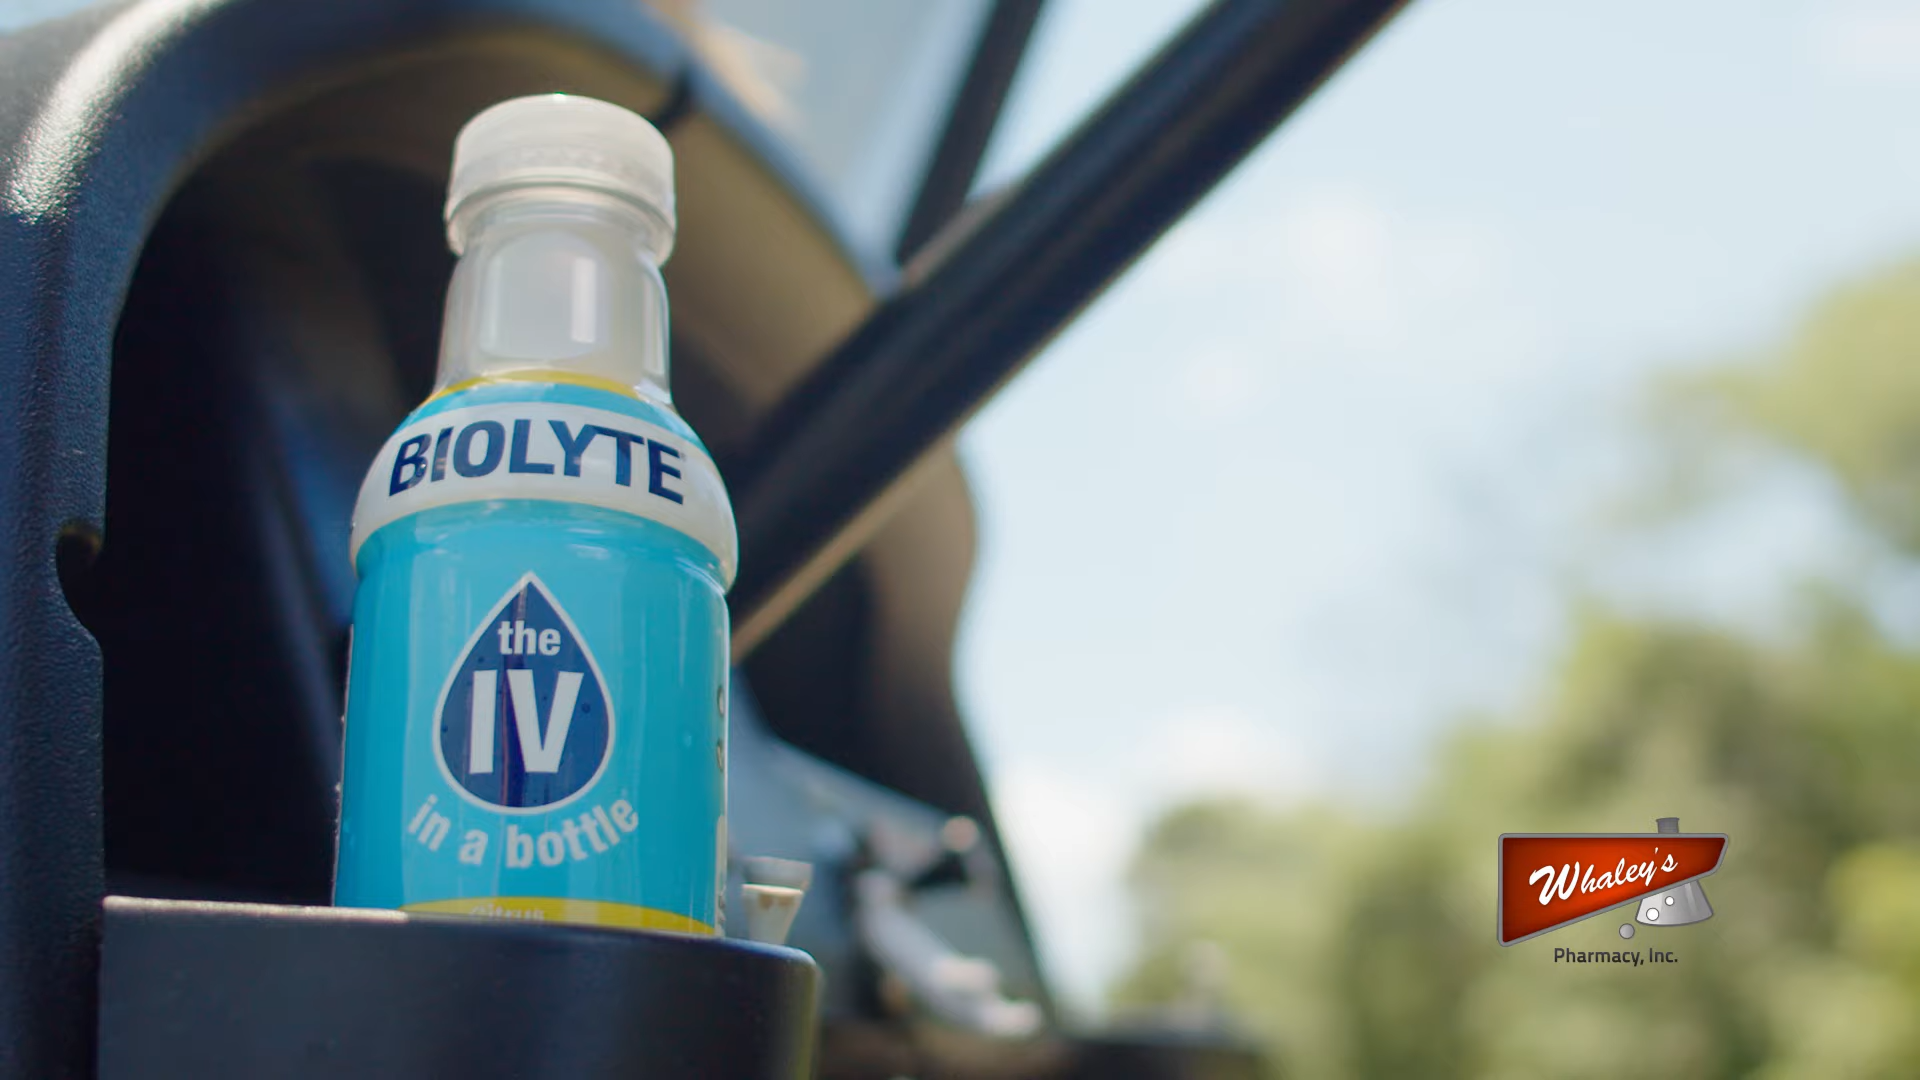 BIOLYTE
the
IV
in a bottle
Whaley's
Pharmacy, Inc.